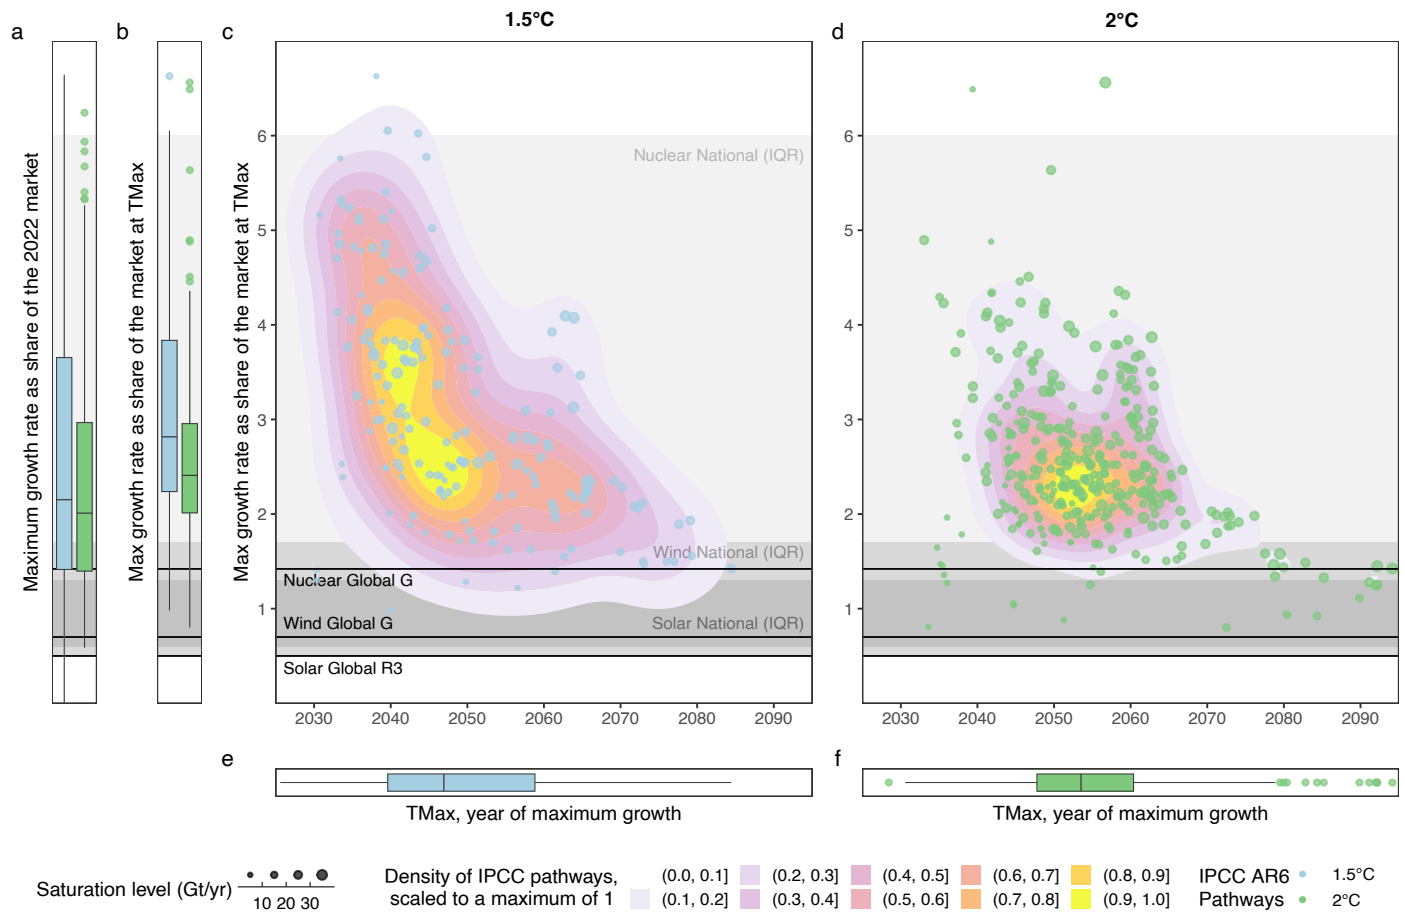 1.5°C
2°C
a
b
c
d
Maximum growth rate as share of the 2022 market
Max growth rate as share of the market at TMax
Max growth rate as share of the market at TMax
6
5
4
3
2
1
Nuclear National (IQR)
Wind National (IQR)
Nuclear Global G
Wind Global G
Solar National (IQR)
Solar Global R3
2030 2040 2050 2060 2070 2080 2090
6
5
4
3
2
1
2030 2040 2050 2060 2070 2080 2090
e
f
TMax, year of maximum growth
TMax, year of maximum growth
Saturation level (Gt/yr)
10 20 30
Density of IPCC pathways,
scaled to a maximum of 1
(0.0, 0.1] (0.2, 0.3] (0.4, 0.5] (0.6, 0.7] (0.8, 0.9]
(0.1, 0.2] (0.3, 0.4] (0.5, 0.6] (0.7, 0.8] (0.9, 1.0]
IPCC AR6
Pathways
1.5°C
2°C